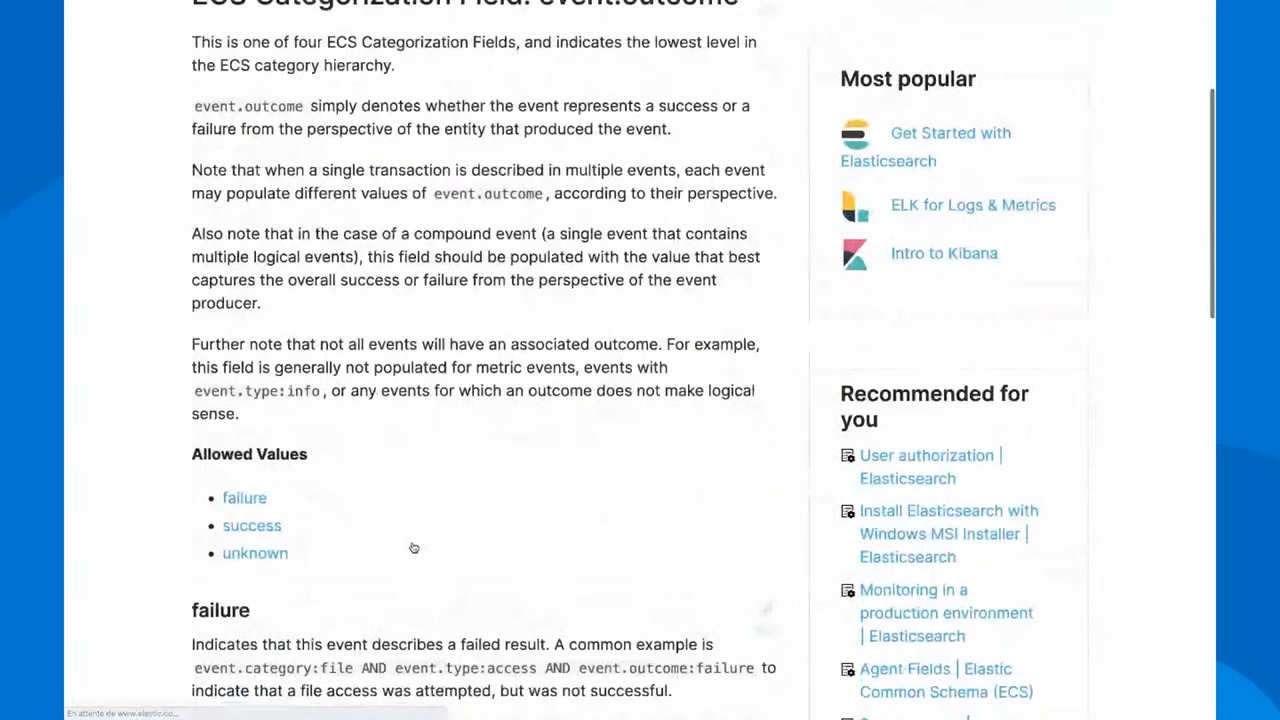 ECS Categorization Field: event.outcome
This is one of four ECS Categorization Fields, and indicates the lowest level in
the ECS category hierarchy.
event.outcome simply denotes whether the event represents a success or a
failure from the perspective of the entity that produced the event.
Note that when a single transaction is described in multiple events, each event
may populate different values of event.outcome, according to their perspective.
Also note that in the case of a compound event (a single event that contains
multiple logical events), this field should be populated with the value that best
captures the overall success or failure from the perspective of the event
producer.
Further note that not all events will have an associated outcome. For example,
this field is generally not populated for metric events, events with
event.type:info, or any events for which an outcome does not make logical
sense.
Allowed Values
• failure
• success
• unknown
failure
Indicates that this event describes a failed result. A common example is
event.category:file AND event.type:access AND event.outcome:failure to
indicate that a file access was attempted, but was not successful.
Most popular
Get Started with
Elasticsearch
ELK for Logs & Metrics
Intro to Kibana
Recommended for
you
User authorization |
Elasticsearch
Install Elasticsearch with
Windows MSI Installer |
Elasticsearch
Monitoring in a
production environment
| Elasticsearch
Agent Fields | Elastic
Common Schema (ECS)
En attente de www.elastic.co...